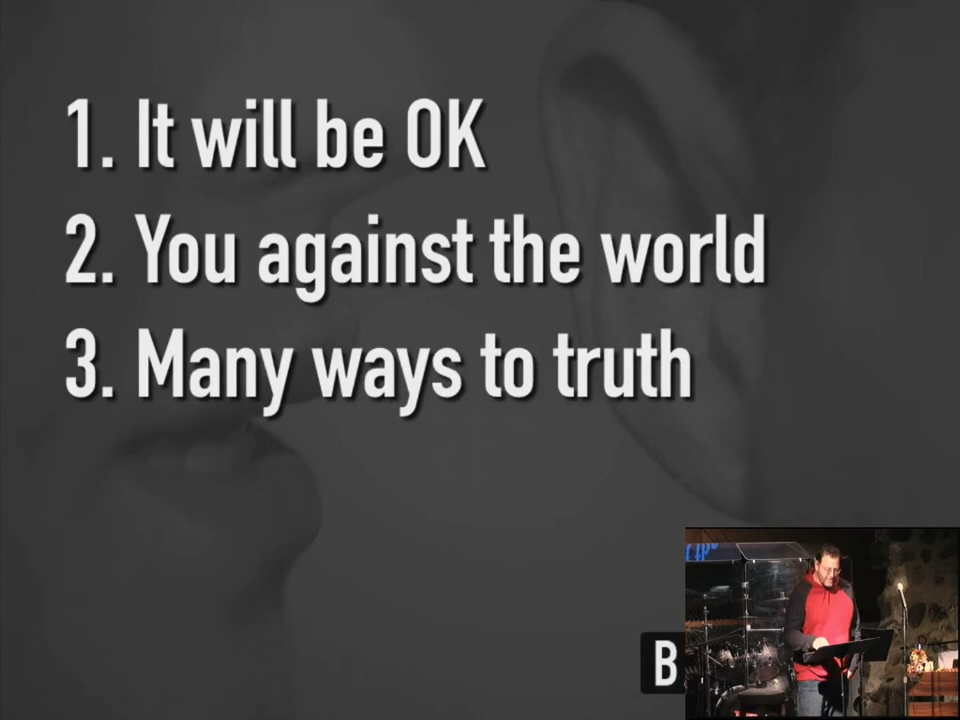 1. It will be OK
2. You against the world
3. Many ways to truth
B